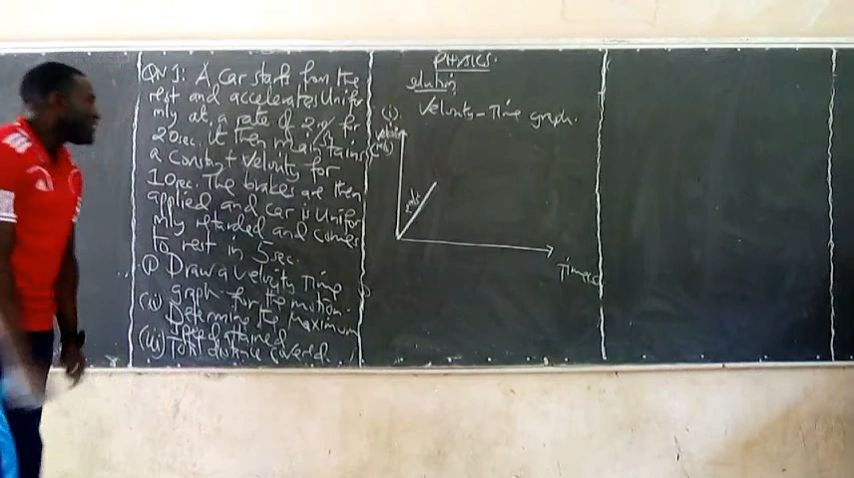 QN 1: A car starts from the
rest and accelerates Unifor
mly at a rate of 2m/s² for
20sec, it then maintains
a constant velocity for
10sec. The brakes are then
applied and car is Unifor
mly retarded and comes
to rest in 5sec.
(i) Draw a velocity Time
graph for the motion.
(ii) Determine the maximum
speed attained
(iii) Total distance covered.
PHYSICS.
solution
(i) Velocity - Time graph.
Velocity
(m/s)
2m/s²
Time(s)